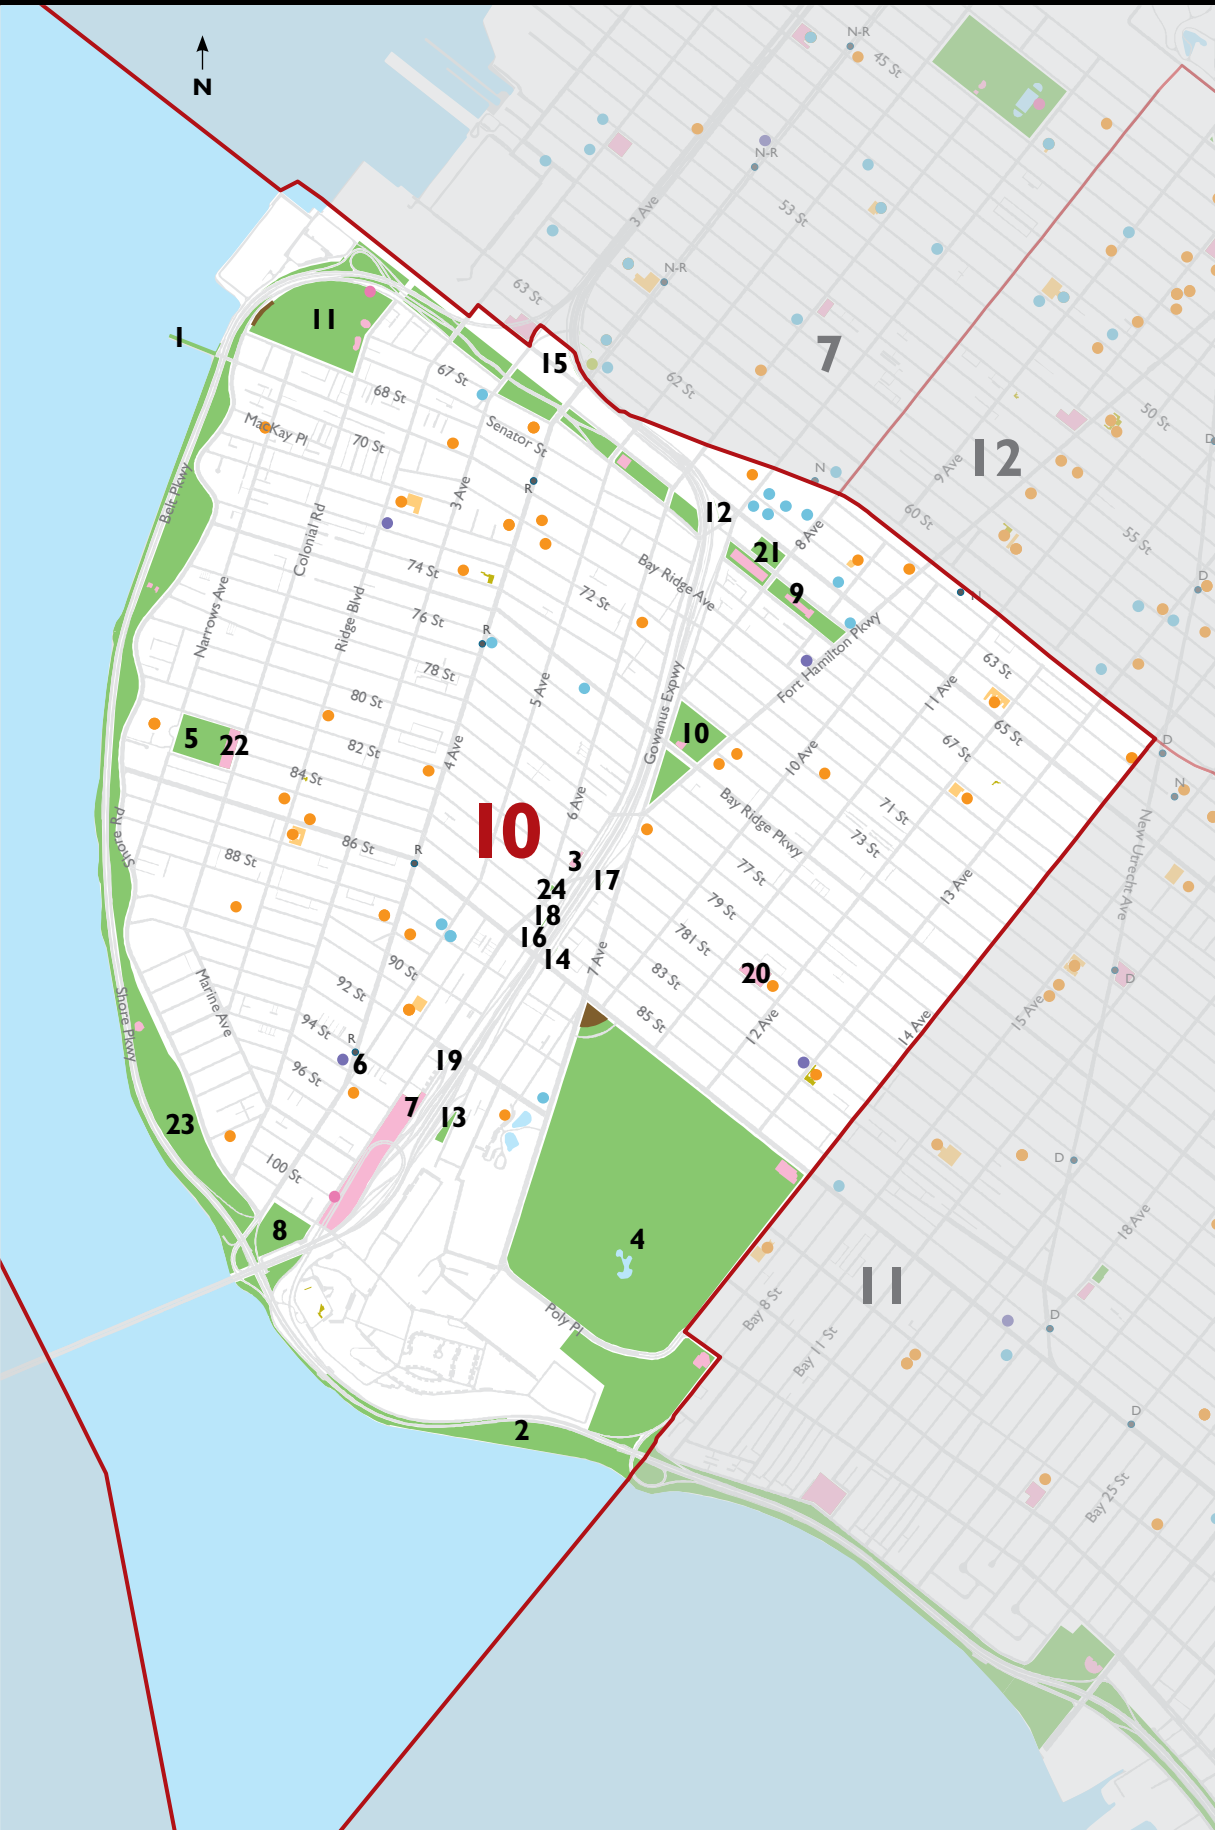 N
N-R
45 St
N-R
53 St
3 Ave
N-R
63 St
11
1
15
7
62 St
67 St
68 St
50 St
D
MacKay Pl
Senator St
70 St
12
9 Ave
Belt Pkwy
3 Ave
R
N
60 St
12
55 St
Colonial Rd
8 Ave
21
74 St
Bay Ridge Ave
D
9
72 St
N
Narrows Ave
Ridge Blvd
76 St
R
Fort Hamilton Pkwy
63 St
78 St
5 Ave
11 Ave
80 St
Gowanus Expwy
10
65 St
5
22
82 St
4 Ave
67 St
D
10 Ave
84 St
N
6 Ave
Bay Ridge Pkwy
71 St
10
Shore Rd
86 St
R
73 St
88 St
3
77 St
New Utrecht Ave
24
17
13 Ave
18
79 St
16
781 St
14
7 Ave
90 St
83 St
20
D
92 St
Marine Ave
Shore Pkwy
94 St
85 St
12 Ave
14 Ave
15 Ave
R
6
19
96 St
7
13
23
D
100 St
8
4
18 Ave
11
Poly Pl
Bay 8 St
D
Bay 11 St
D
2
Bay 25 St